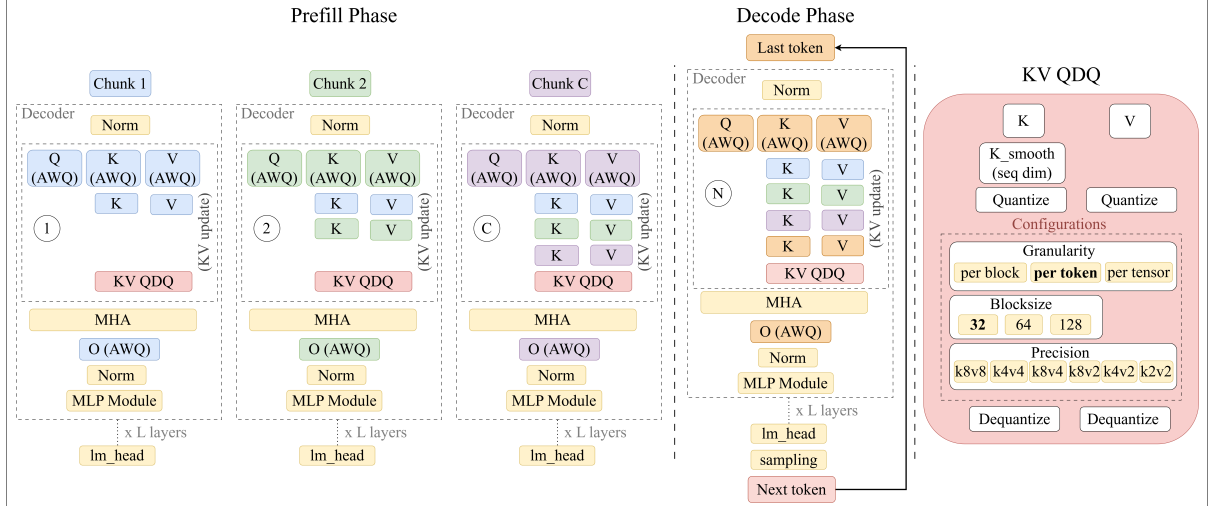 Prefill Phase
Chunk 1
Decoder
Norm
Q
(AWQ)
K
(AWQ)
V
(AWQ)
K
V
1
(KV update)
KV QDQ
MHA
O (AWQ)
Norm
MLP Module
x L layers
lm_head
Chunk 2
Decoder
Norm
Q
(AWQ)
K
(AWQ)
V
(AWQ)
K
V
K
V
2
(KV update)
KV QDQ
MHA
O (AWQ)
Norm
MLP Module
x L layers
lm_head
Chunk C
Decoder
Norm
Q
(AWQ)
K
(AWQ)
V
(AWQ)
K
V
K
V
K
V
C
(KV update)
KV QDQ
MHA
O (AWQ)
Norm
MLP Module
x L layers
lm_head
Decode Phase
Last token
Decoder
Norm
Q
(AWQ)
K
(AWQ)
V
(AWQ)
K
V
K
V
K
V
K
V
N
(KV update)
KV QDQ
MHA
O (AWQ)
Norm
MLP Module
x L layers
lm_head
sampling
Next token
KV QDQ
K
V
K_smooth
(seq dim)
Quantize
Quantize
Configurations
Granularity
per block per token per tensor
Blocksize
32 64 128
Precision
k8v8 k4v4 k8v4 k8v2 k4v2 k2v2
Dequantize
Dequantize